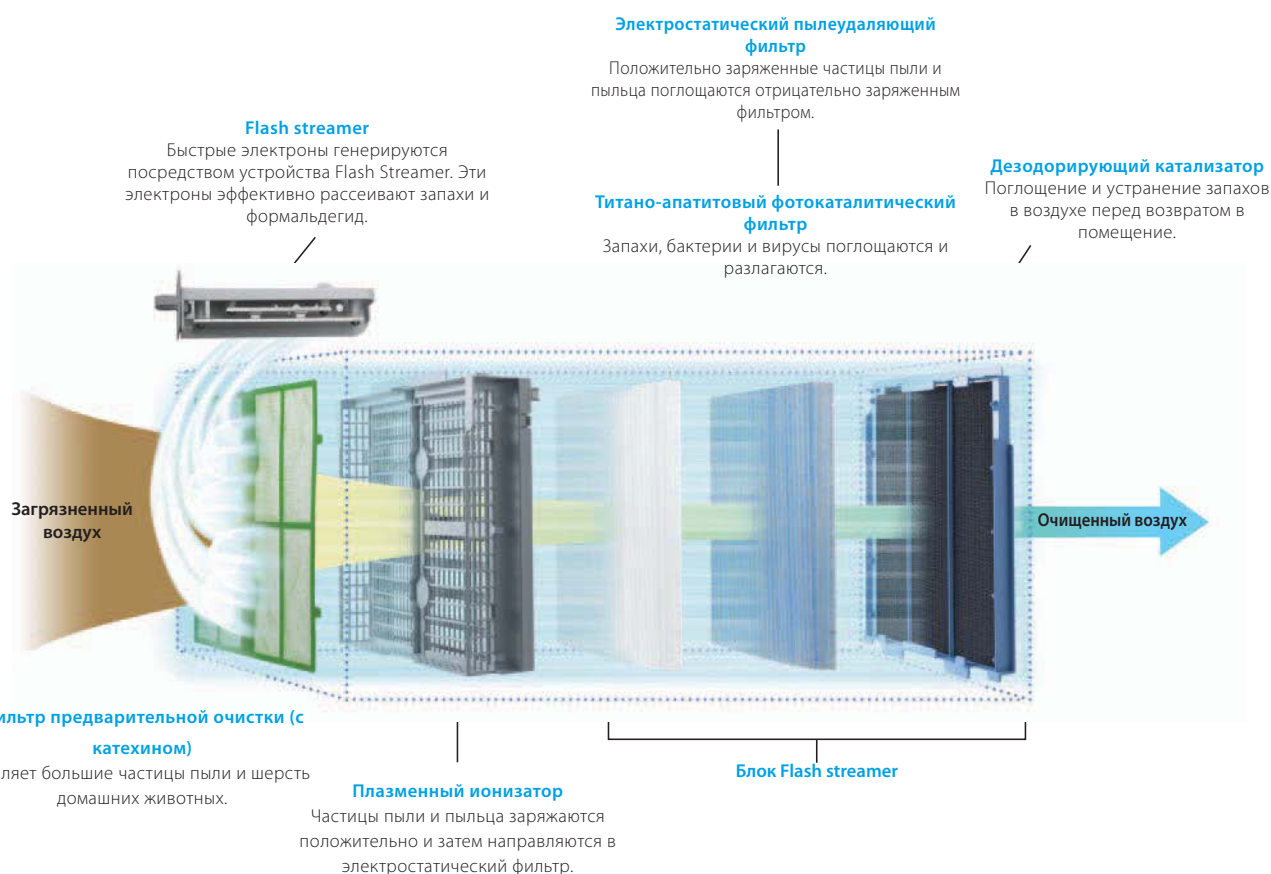 Электростатический пылеудаляющий
фильтр
Положительно заряженные частицы пыли и
пыльца поглощаются отрицательно заряженным
фильтром.
Flash streamer
Быстрые электроны генерируются
посредством устройства Flash Streamer. Эти
электроны эффективно рассеивают запахи и
формальдегид.
Титано-апатитовый фотокаталитический
фильтр
Запахи, бактерии и вирусы поглощаются и
разлагаются.
Дезодорирующий катализатор
Поглощение и устранение запахов
в воздухе перед возвратом в
помещение.
Загрязненный
воздух
Очищенный воздух
ильтр предварительной очистки (с
катехином)
ляет большие частицы пыли и шерсть
домашних животных.
Плазменный ионизатор
Частицы пыли и пыльца заряжаются
положительно и затем направляются в
электростатический фильтр.
Блок Flash streamer